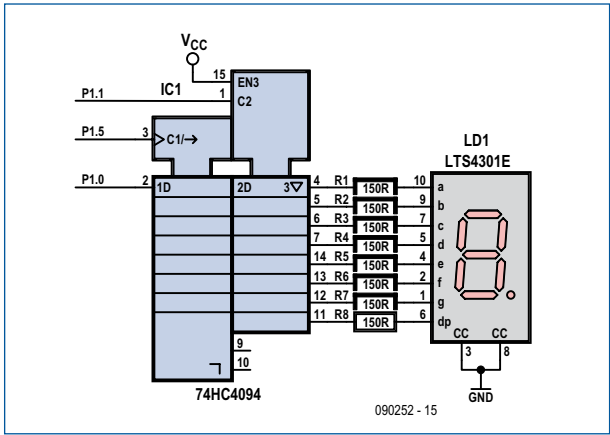 VCC
IC1
15 EN3
P1.1 1 C2
P1.5 3 C1/→
P1.0 2 1D 2D 3▽
LD1
LTS4301E
4 R1 150R 10 a
5 R2 150R 9 b
6 R3 150R 7 c
7 R4 150R 5 d
14 R5 150R 4 e
13 R6 150R 2 f
12 R7 150R 1 g
11 R8 150R 6 dp
CC CC
9
10
3 8
74HC4094
GND
090252 - 15